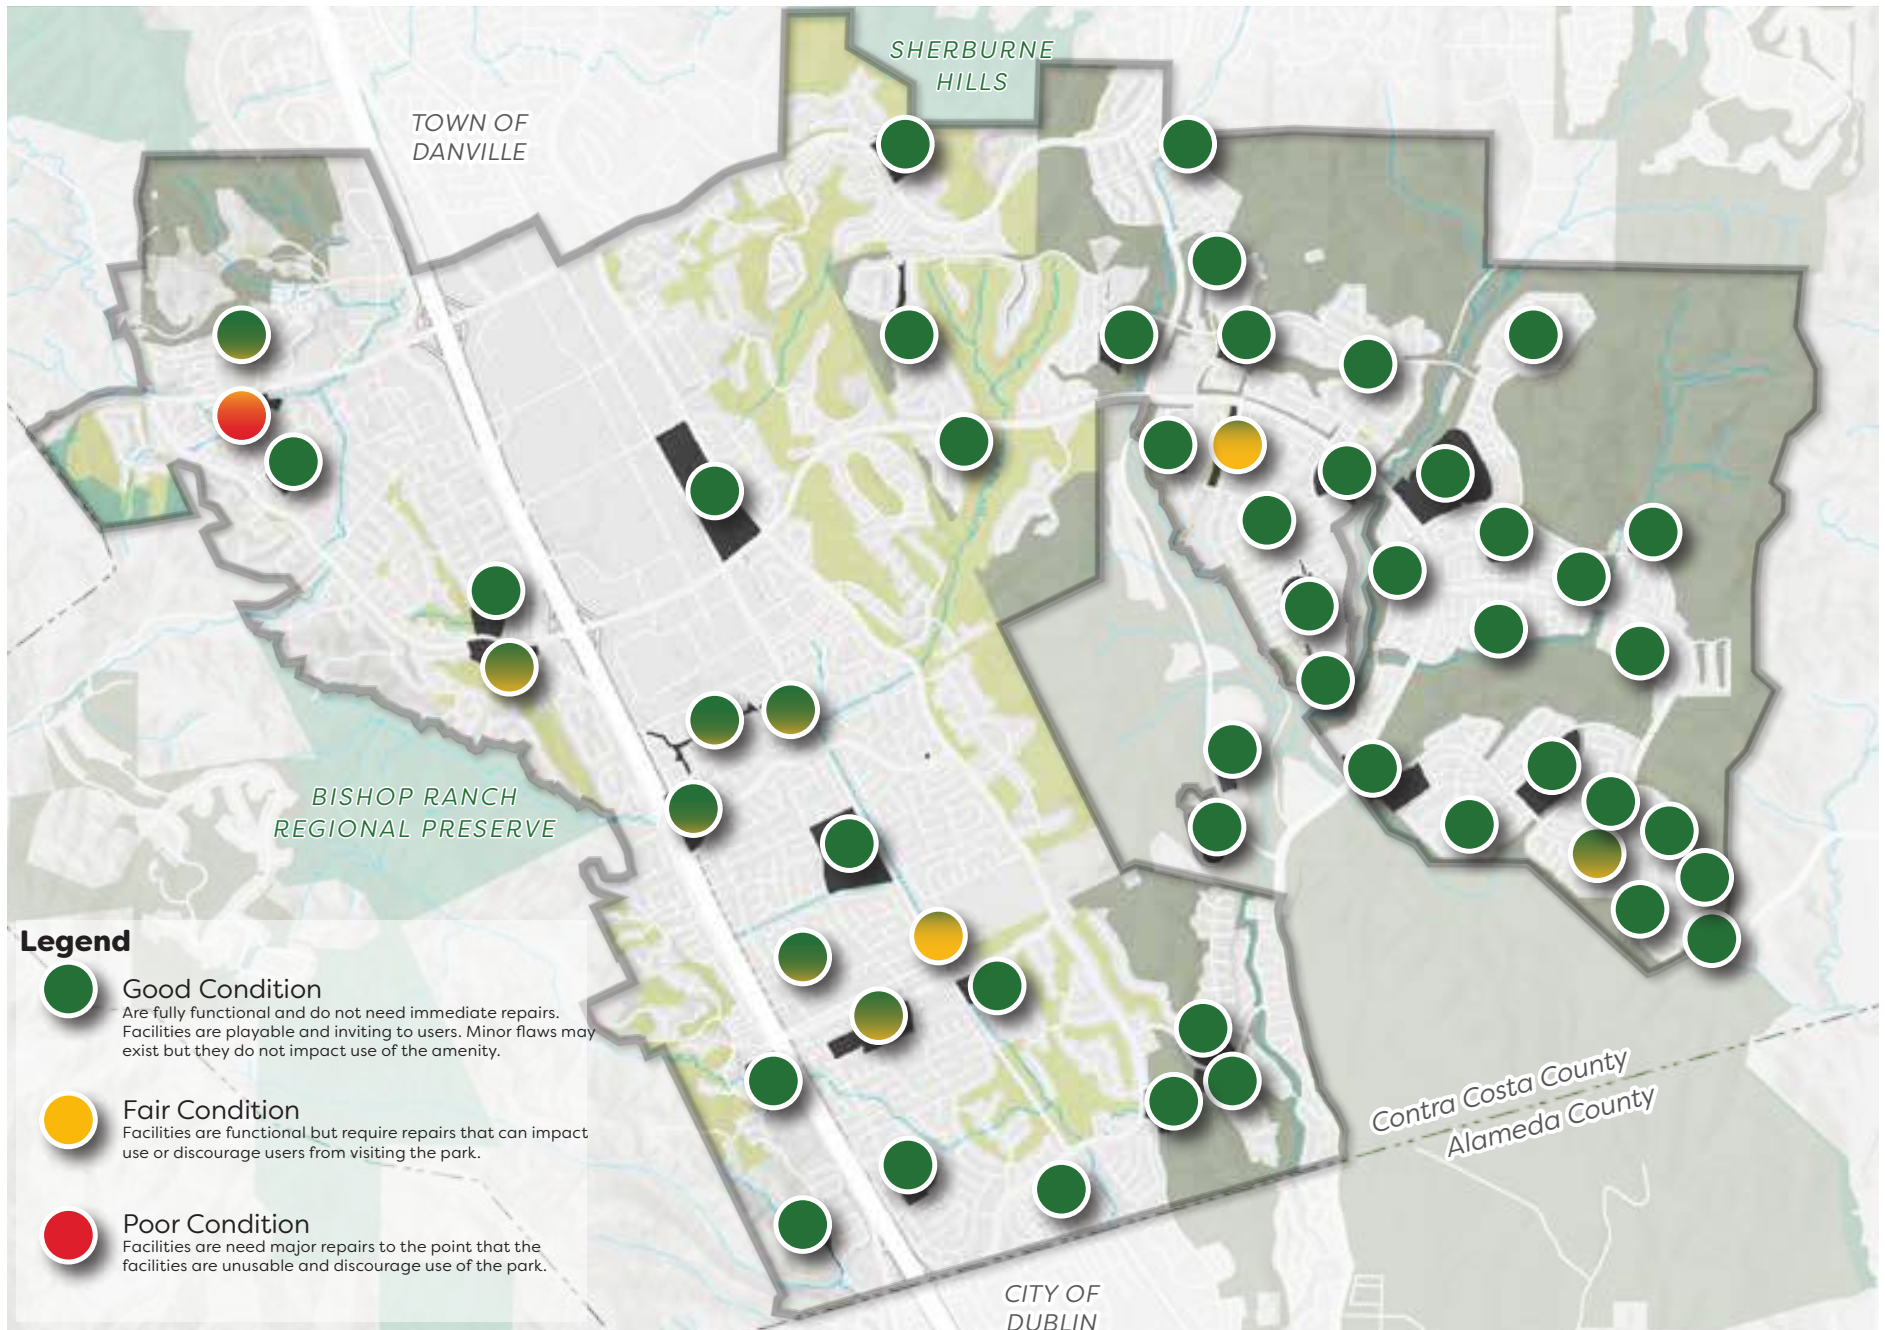 SHERBURNE
HILLS
TOWN OF
DANVILLE
BISHOP RANCH
REGIONAL PRESERVE
Legend
Good Condition
Are fully functional and do not need immediate repairs.
Facilities are playable and inviting to users. Minor flaws may
exist but they do not impact use of the amenity.
Fair Condition
Facilities are functional but require repairs that can impact
use or discourage users from visiting the park.
Poor Condition
Facilities are need major repairs to the point that the
facilities are unusable and discourage use of the park.
Contra Costa County
Alameda County
CITY OF
DUBLIN